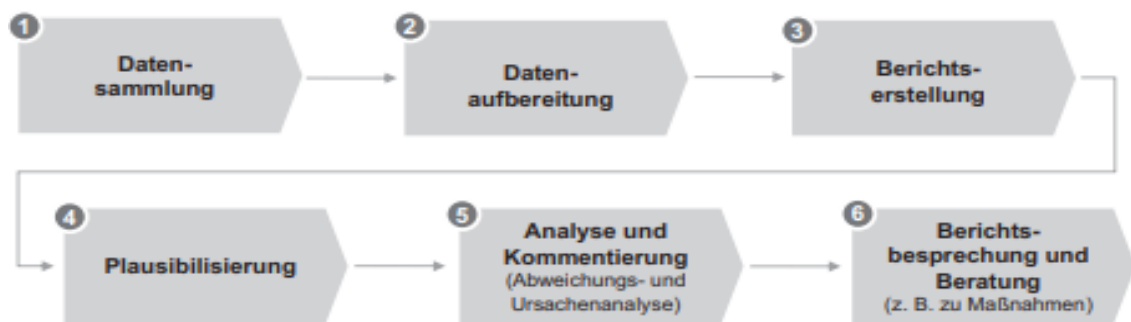 1
Daten-
sammlung
2
Daten-
aufbereitung
3
Berichts-
erstellung
4
Plausibilisierung
5
Analyse und
Kommentierung
(Abweichungs- und
Ursachenanalyse)
6
Berichts-
besprechung und
Beratung
(z. B. zu Maßnahmen)